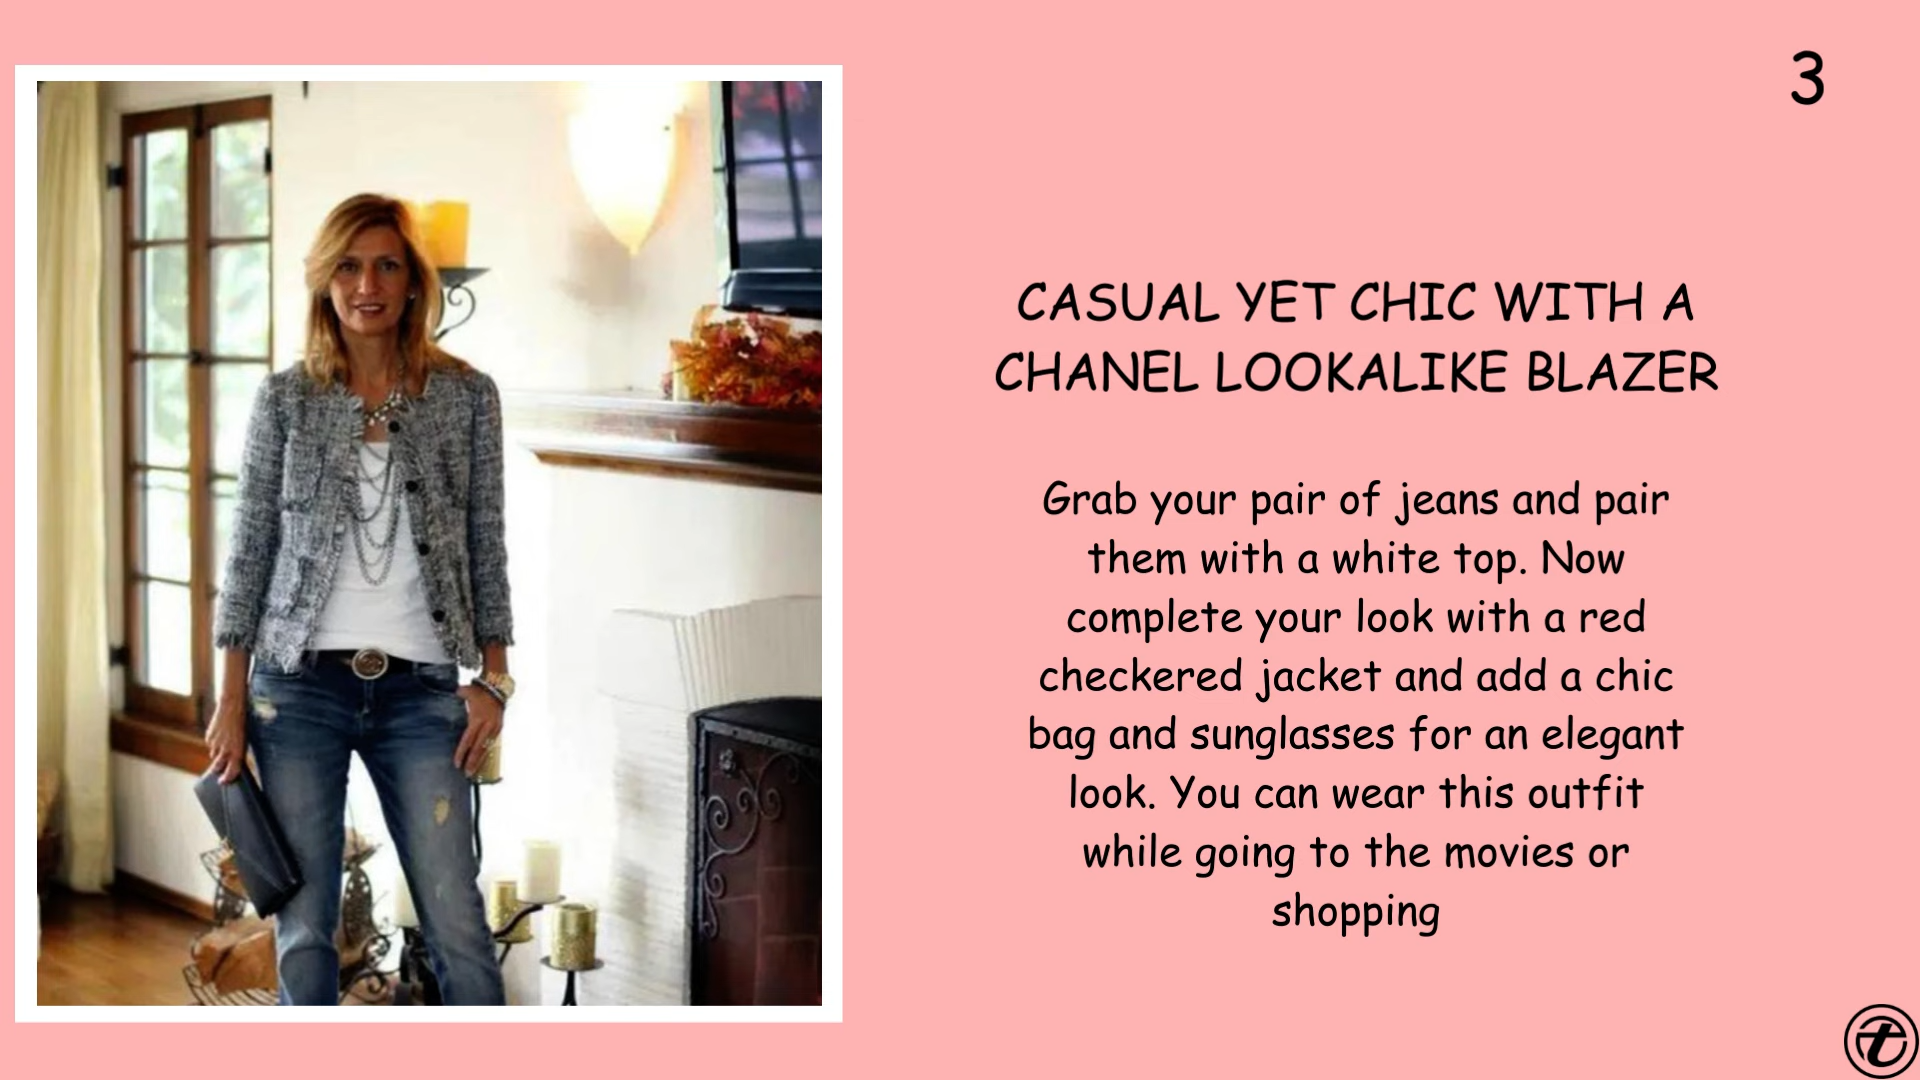 3
CASUAL YET CHIC WITH A
CHANEL LOOKALIKE BLAZER
Grab your pair of jeans and pair
them with a white top. Now
complete your look with a red
checkered jacket and add a chic
bag and sunglasses for an elegant
look. You can wear this outfit
while going to the movies or
shopping
t